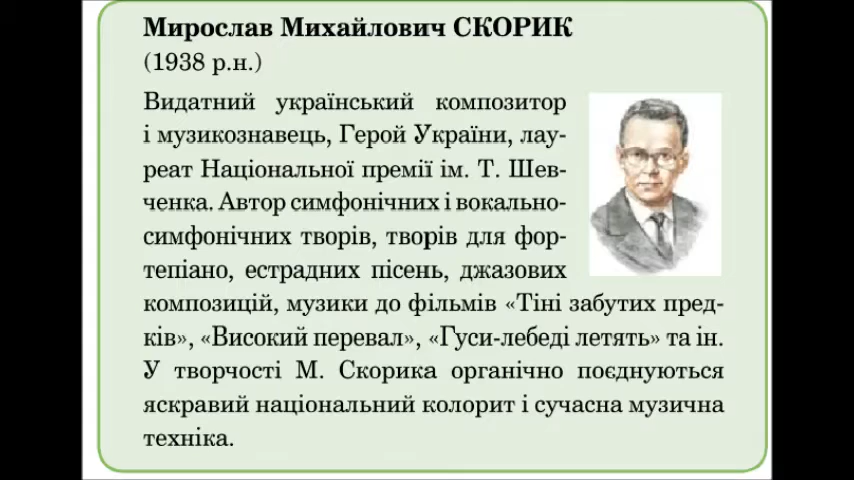 Мирослав Михайлович СКОРИК
(1938 р.н.)
Видатний український композитор
і музикознавець, Герой України, лау-
реат Національної премії ім. Т. Шев-
ченка. Автор симфонічних і вокально-
симфонічних творів, творів для фор-
тепіано, естрадних пісень, джазових
композицій, музики до фільмів «Тіні забутих пред-
ків», «Високий перевал», «Гуси-лебеді летять» та ін.
У творчості М. Скорика органічно поєднуються
яскравий національний колорит і сучасна музична
техніка.